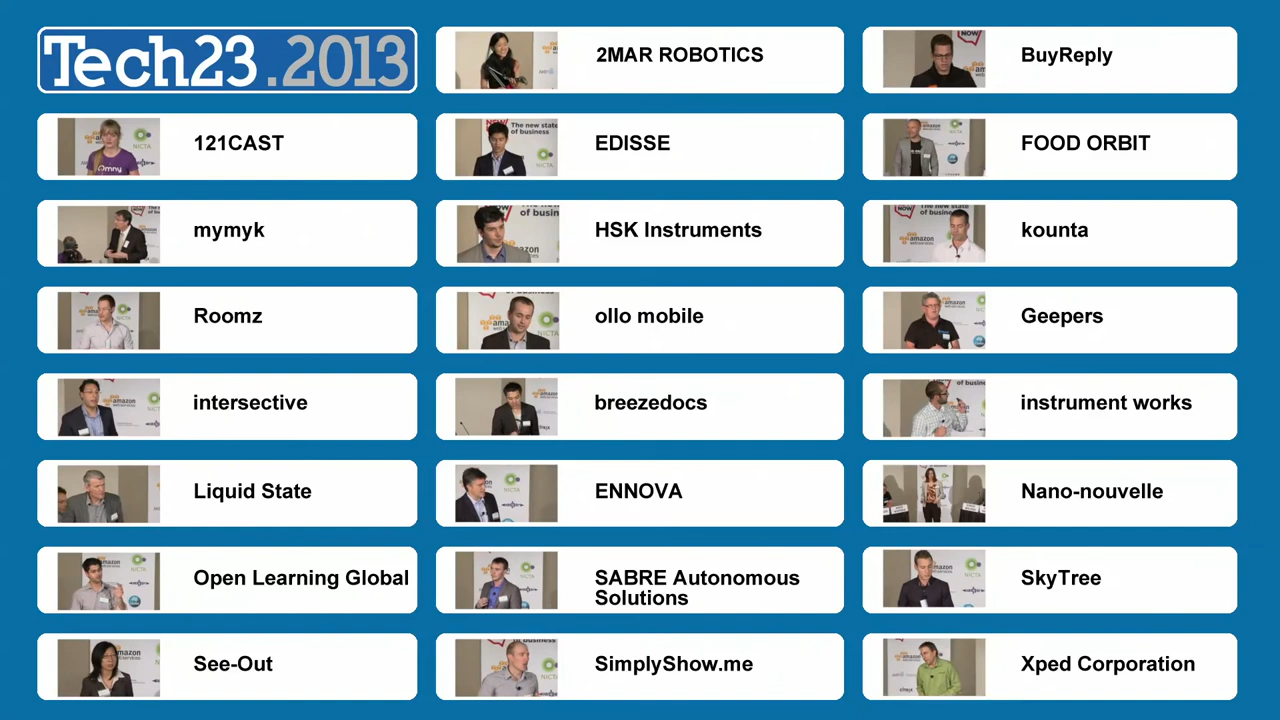 Tech23.2013
2MAR ROBOTICS
BuyReply
121CAST
EDISSE
FOOD ORBIT
mymyk
HSK Instruments
kounta
Roomz
ollo mobile
Geepers
intersective
breezedocs
instrument works
Liquid State
ENNOVA
Nano-nouvelle
Open Learning Global
SABRE Autonomous
Solutions
SkyTree
See-Out
SimplyShow.me
Xped Corporation